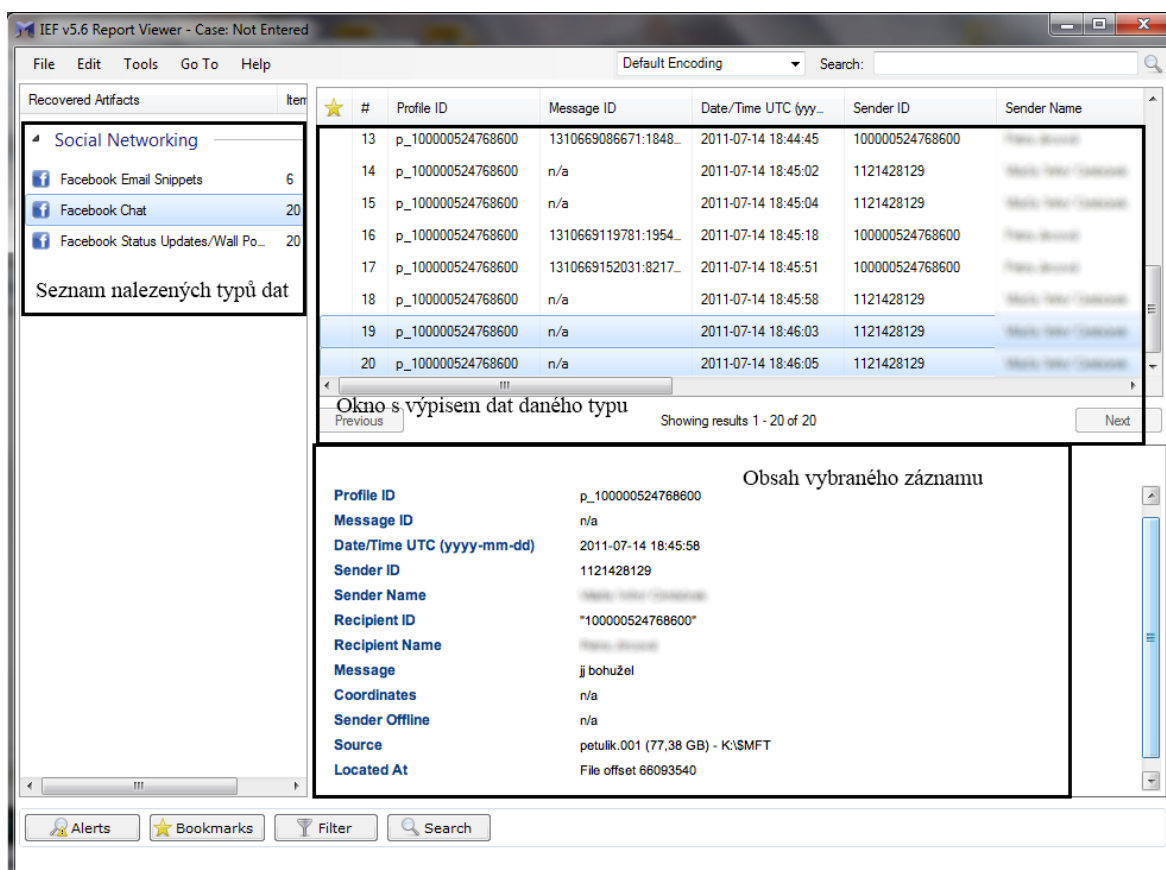 IEF v5.6 Report Viewer - Case: Not Entered
File Edit Tools Go To Help
Default Encoding
Search:
Recovered Artifacts Item
Social Networking
Facebook Email Snippets 6
Facebook Chat 20
Facebook Status Updates/Wall Po... 20
Seznam nalezených typů dat
# Profile ID Message ID Date/Time UTC (yyy... Sender ID Sender Name
13 p_100000524768600 1310669086671:1848... 2011-07-14 18:44:45 100000524768600
14 p_100000524768600 n/a 2011-07-14 18:45:02 1121428129
15 p_100000524768600 n/a 2011-07-14 18:45:04 1121428129
16 p_100000524768600 1310669119781:1954... 2011-07-14 18:45:18 100000524768600
17 p_100000524768600 1310669152031:8217... 2011-07-14 18:45:51 100000524768600
18 p_100000524768600 n/a 2011-07-14 18:45:58 1121428129
19 p_100000524768600 n/a 2011-07-14 18:46:03 1121428129
20 p_100000524768600 n/a 2011-07-14 18:46:05 1121428129
Okno s výpisem dat daného typu
Previous Showing results 1 - 20 of 20 Next
Obsah vybraného záznamu
Profile ID p_100000524768600
Message ID n/a
Date/Time UTC (yyyy-mm-dd) 2011-07-14 18:45:58
Sender ID 1121428129
Sender Name
Recipient ID "100000524768600"
Recipient Name
Message jj bohužel
Coordinates n/a
Sender Offline n/a
Source petulik.001 (77,38 GB) - K:\$MFT
Located At File offset 66093540
Alerts Bookmarks Filter Search